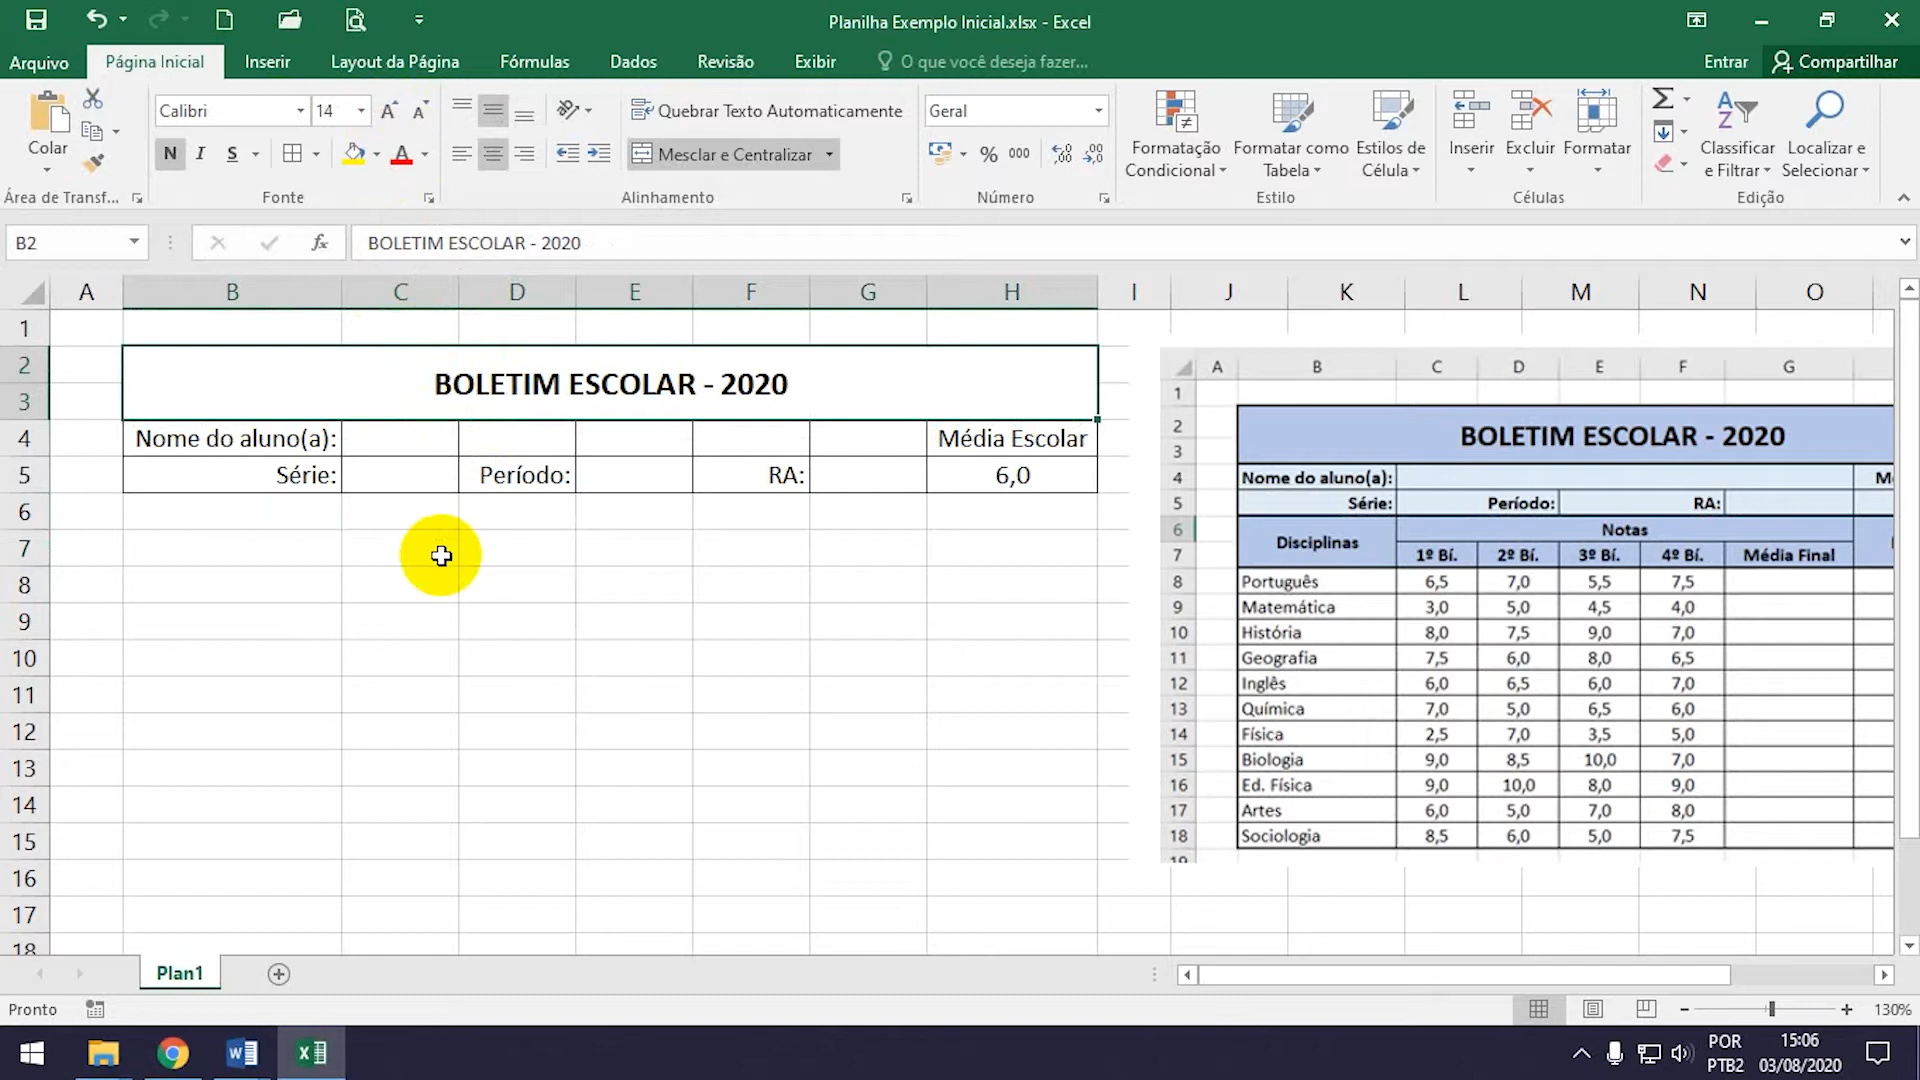 Planilha Exemplo Inicial.xlsx - Excel
Arquivo Página Inicial Inserir Layout da Página Fórmulas Dados Revisão Exibir O que você deseja fazer... Entrar Compartilhar
Colar
Área de Transf...
Calibri 14
N I S A
Fonte
Quebrar Texto Automaticamente
Mesclar e Centralizar
Alinhamento
Geral
% 000
Número
Formatação Condicional
Formatar como Tabela
Estilos de Célula
Estilo
Inserir Excluir Formatar
Células
Classificar e Filtrar
Localizar e Selecionar
Edição
B2 fx BOLETIM ESCOLAR - 2020
A B C D E F G H I J K L M N O
1
2
3
BOLETIM ESCOLAR - 2020
4 Nome do aluno(a): Média Escolar
5 Série: Período: RA: 6,0
6
7
8
9
10
11
12
13
14
15
16
17
18
A B C D E F G
1
2
3
BOLETIM ESCOLAR - 2020
4 Nome do aluno(a):
5 Série: Período: RA:
6 Disciplinas Notas
7 1º Bí. 2º Bí. 3º Bí. 4º Bí. Média Final
8 Português 6,5 7,0 5,5 7,5
9 Matemática 3,0 5,0 4,5 4,0
10 História 8,0 7,5 9,0 7,0
11 Geografia 7,5 6,0 8,0 6,5
12 Inglês 6,0 6,5 6,0 7,0
13 Química 7,0 5,0 6,5 6,0
14 Física 2,5 7,0 3,5 5,0
15 Biologia 9,0 8,5 10,0 7,0
16 Ed. Física 9,0 10,0 8,0 9,0
17 Artes 6,0 5,0 7,0 8,0
18 Sociologia 8,5 6,0 5,0 7,5
Plan1
Pronto 130%
POR 15:06
PTB2 03/08/2020